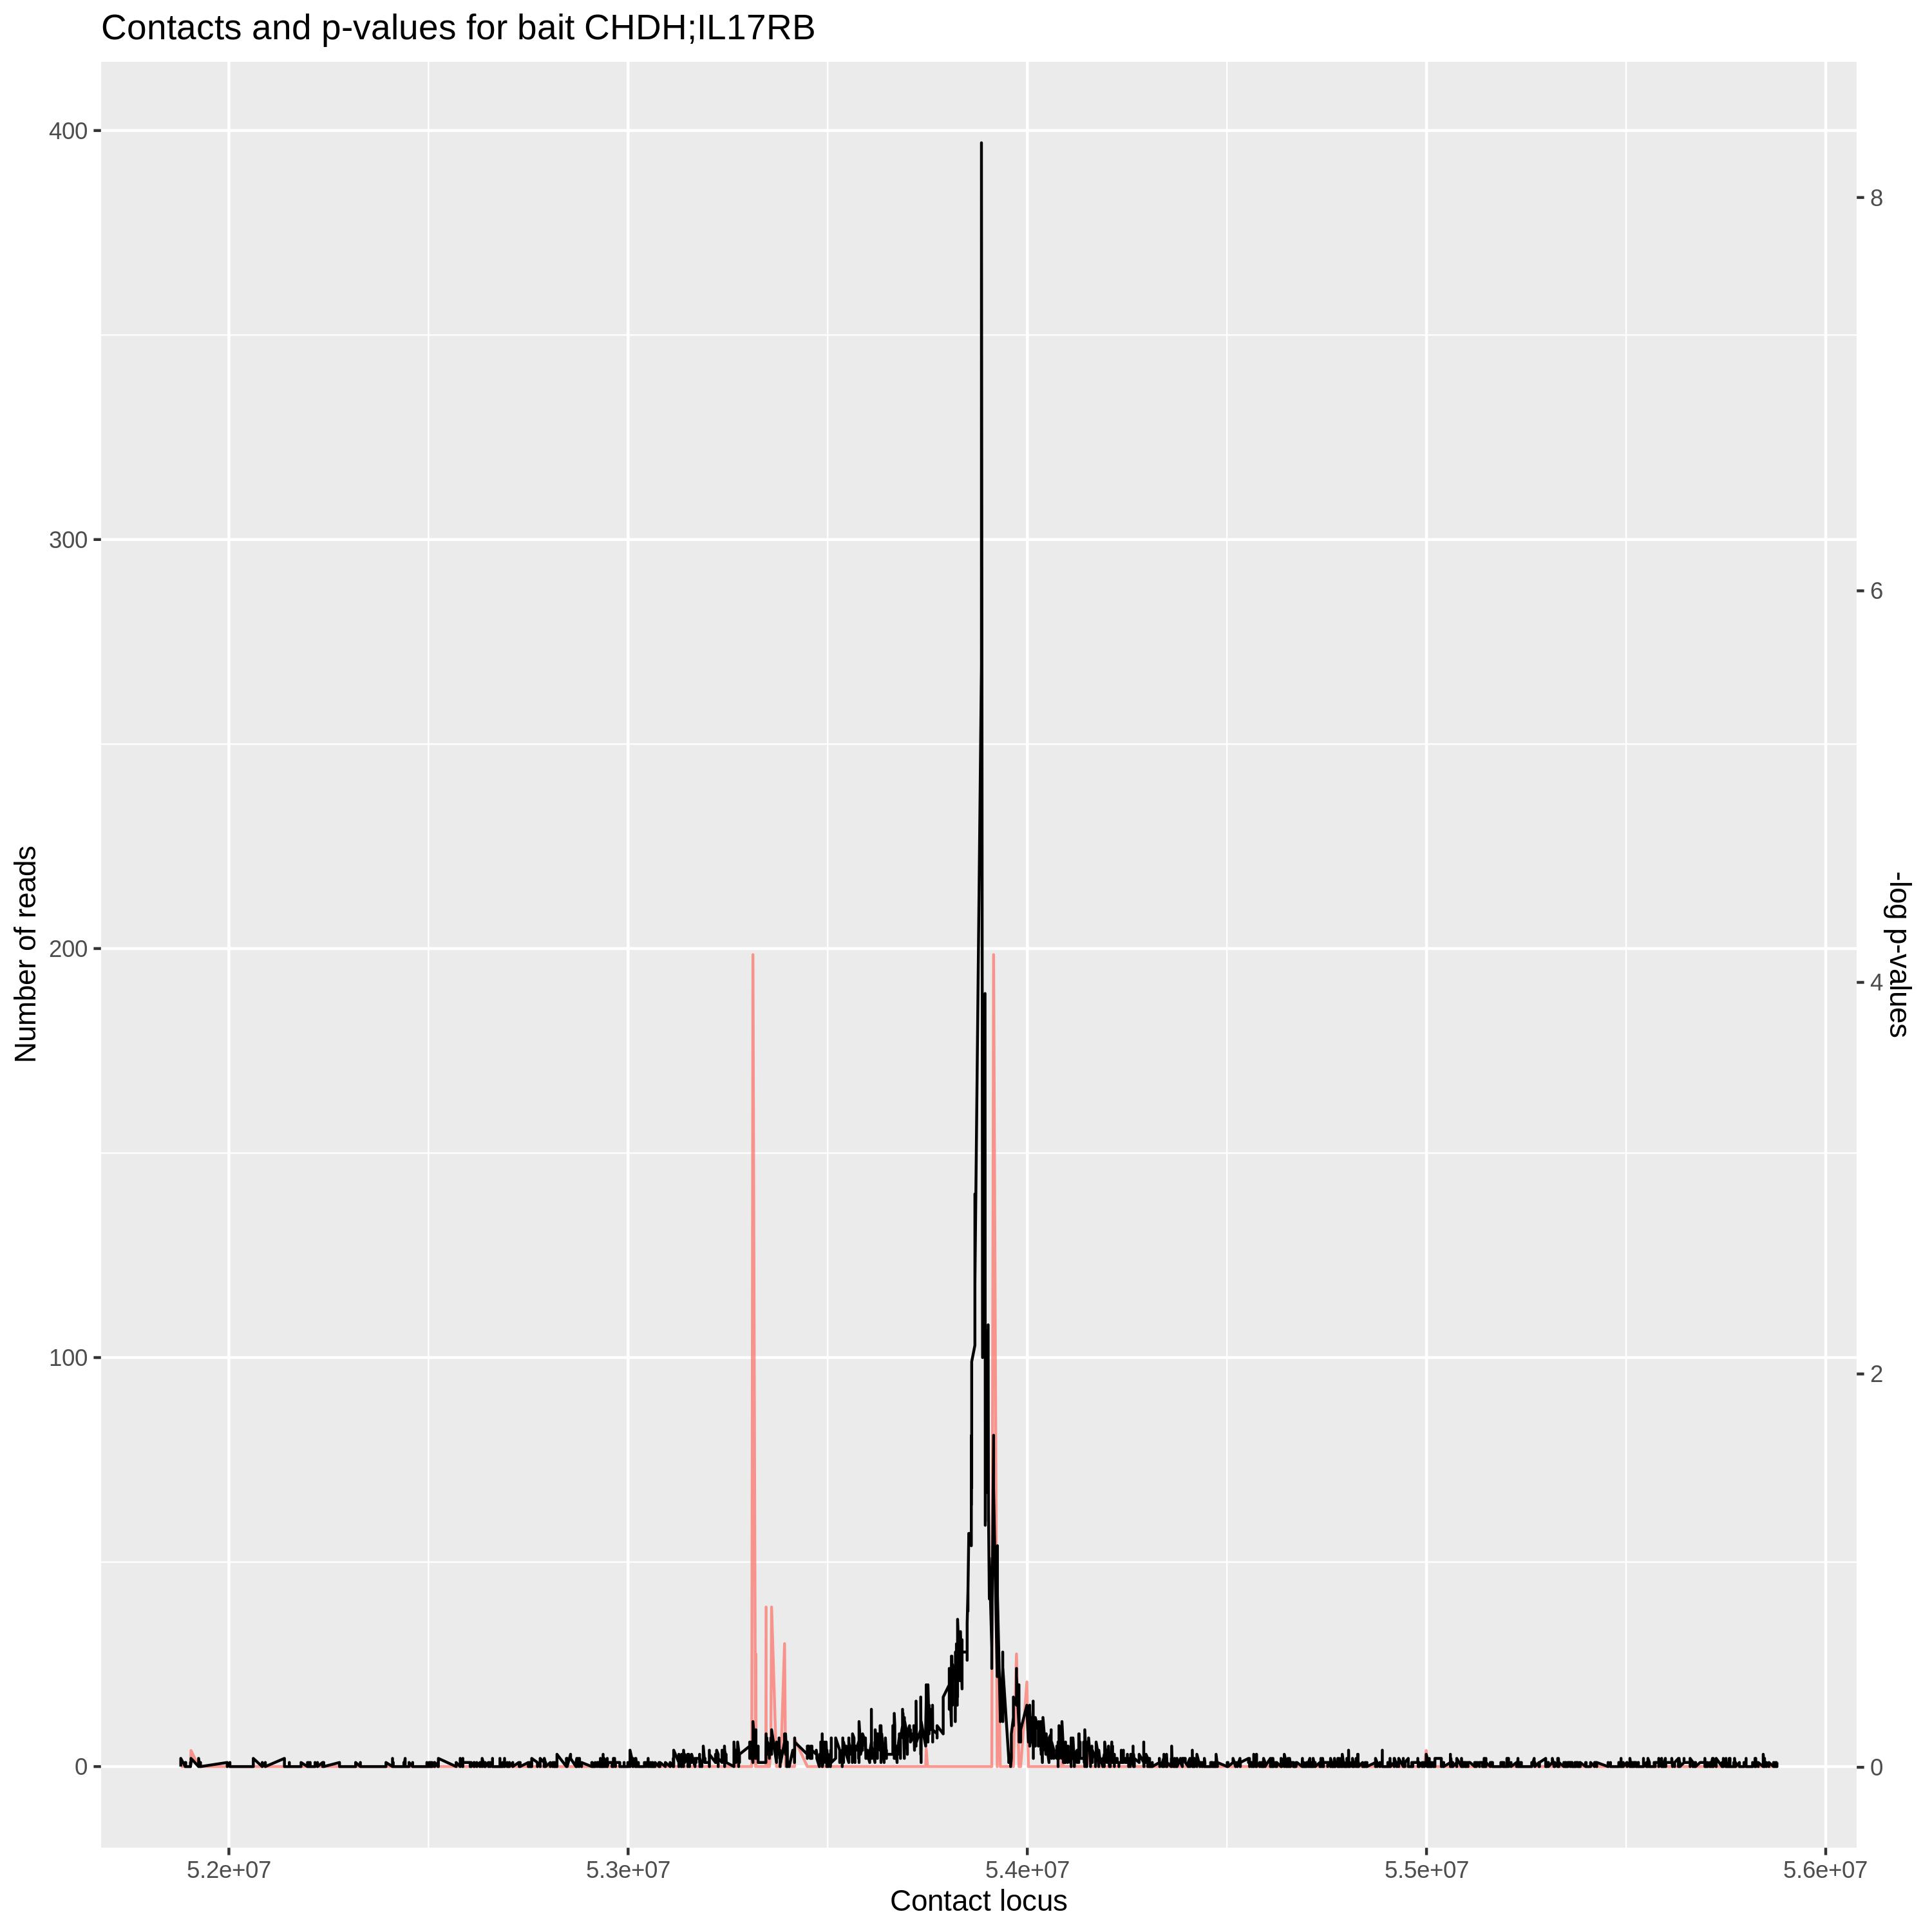 Contacts and p-values for bait CHDH;IL17RB
400
300
200
100
0
Number of reads
8
6
4
2
0
-log p-values
5.2e+07 5.3e+07 5.4e+07 5.5e+07 5.6e+07
Contact locus